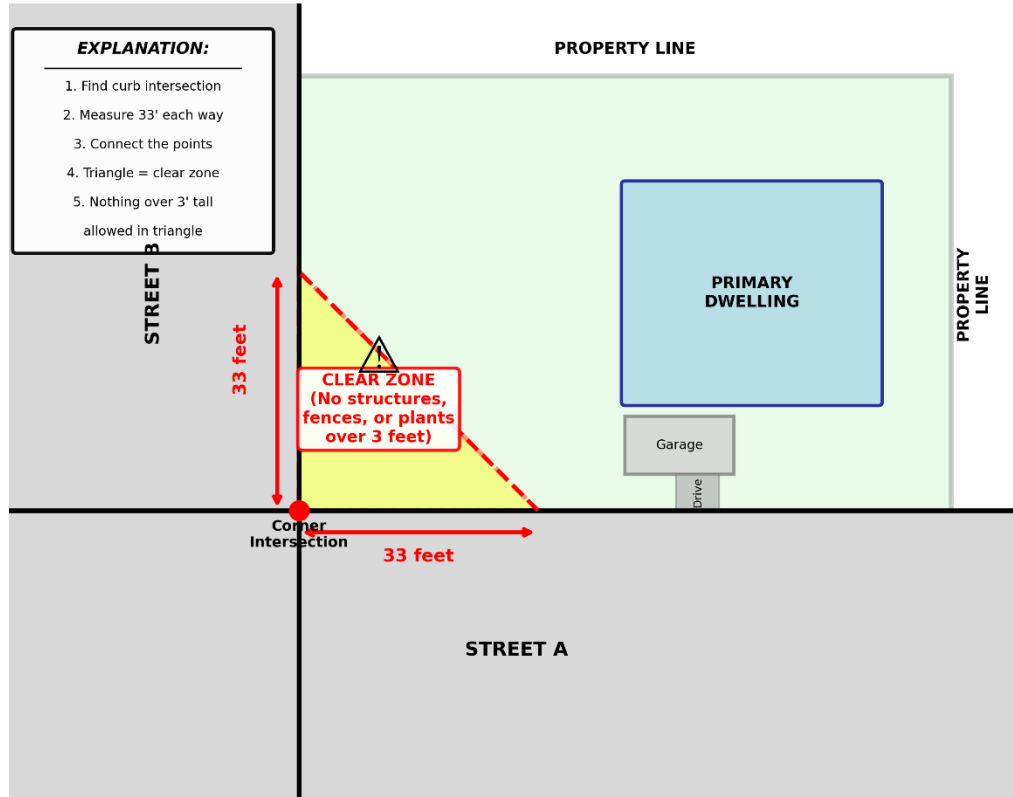 EXPLANATION:
1. Find curb intersection
2. Measure 33' each way
3. Connect the points
4. Triangle = clear zone
5. Nothing over 3' tall
allowed in triangle
PROPERTY LINE
STREET B
33 feet
CLEAR ZONE
(No structures,
fences, or plants
over 3 feet)
PRIMARY
DWELLING
PROPERTY
LINE
Garage
Drive
Corner
Intersection
33 feet
STREET A